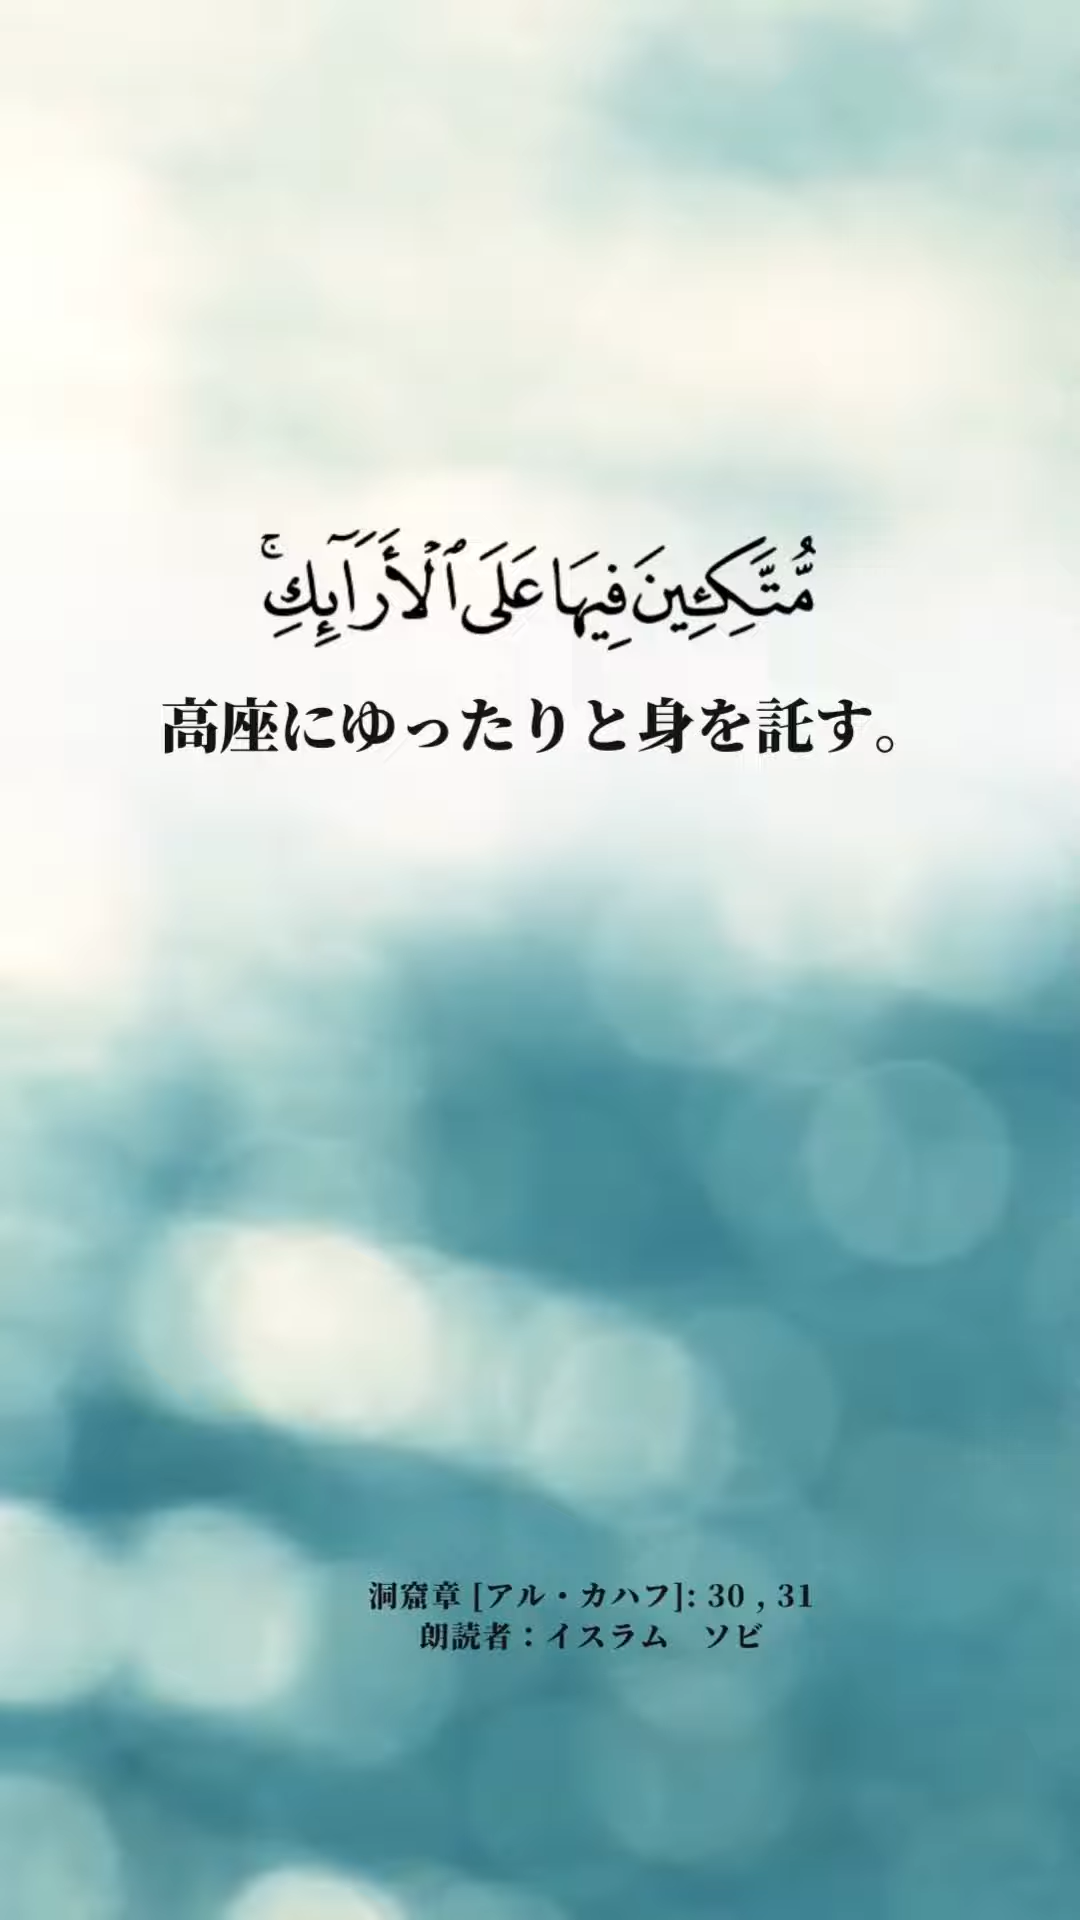 مُّتَّكِـِٔينَ فِيهَا عَلَى ٱلْأَرَآئِكِۚ
高座にゆったりと身を託す。
洞窟章 [アル・カハフ]: 30 , 31
朗読者：イスラム　ソビ